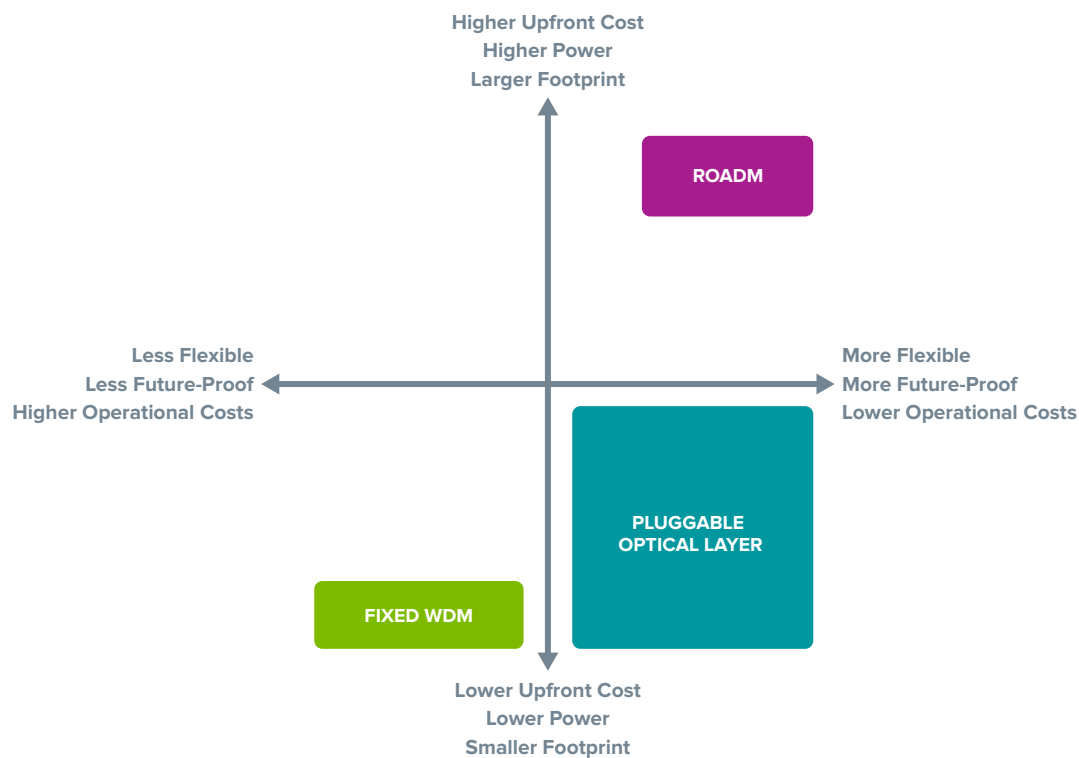 Higher Upfront Cost
Higher Power
Larger Footprint
ROADM
Less Flexible
Less Future-Proof
Higher Operational Costs
More Flexible
More Future-Proof
Lower Operational Costs
PLUGGABLE
OPTICAL LAYER
FIXED WDM
Lower Upfront Cost
Lower Power
Smaller Footprint